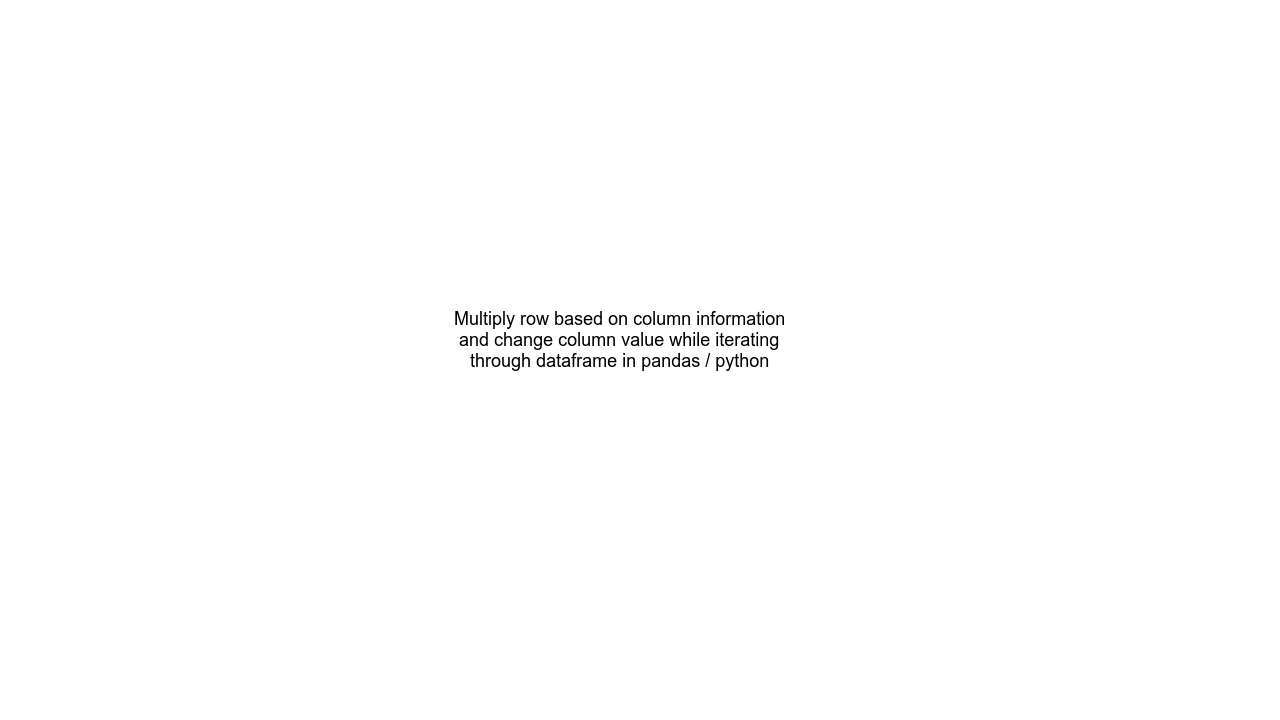 Multiply row based on column information
and change column value while iterating
through dataframe in pandas / python